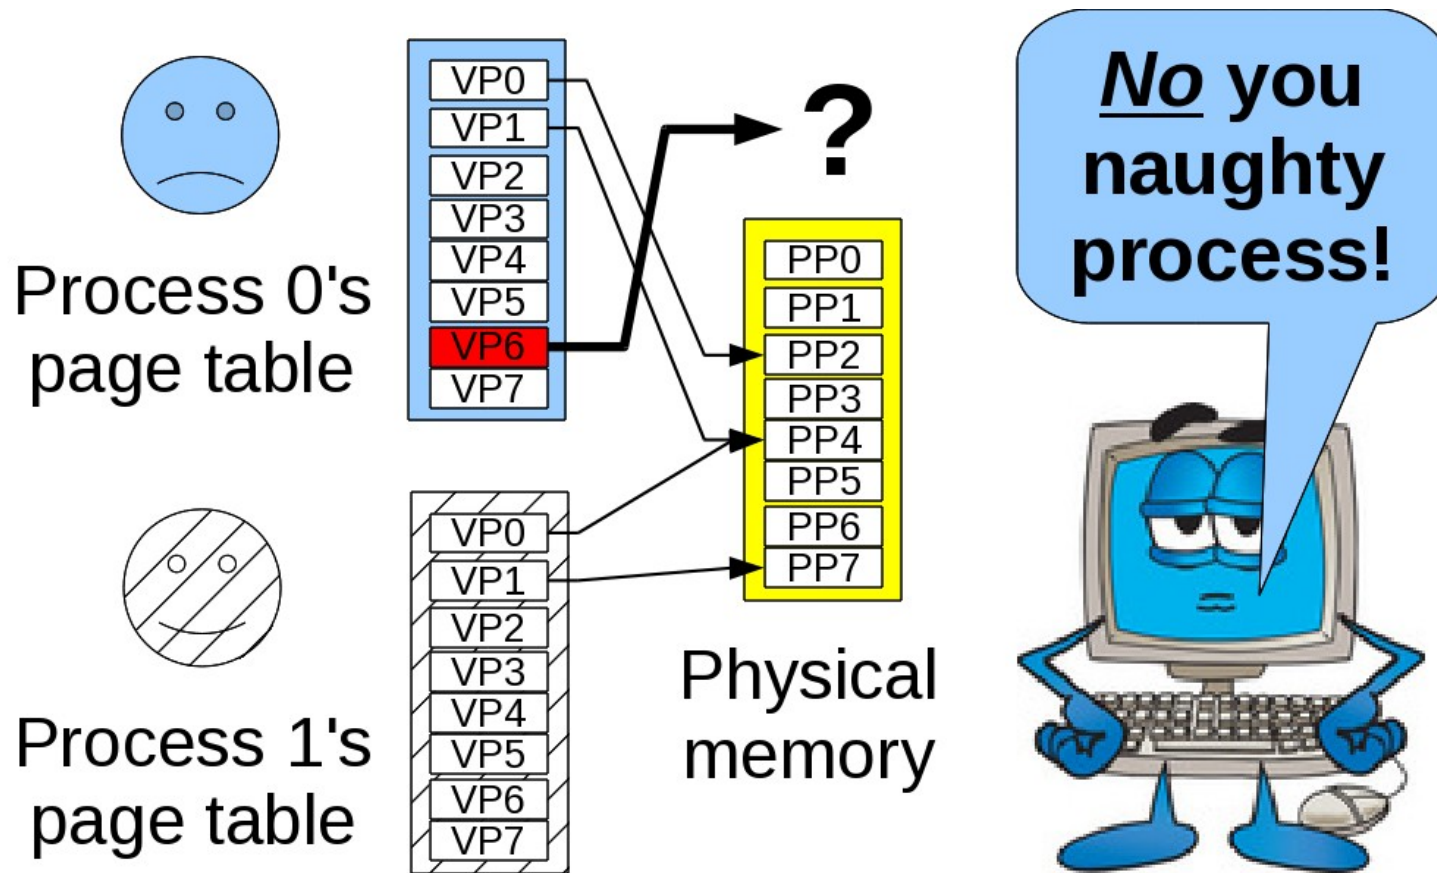 Process 0's
page table
VP0
VP1
VP2
VP3
VP4
VP5
VP6
VP7
?
PP0
PP1
PP2
PP3
PP4
PP5
PP6
PP7
Physical
memory
No you
naughty
process!
Process 1's
page table
VP0
VP1
VP2
VP3
VP4
VP5
VP6
VP7